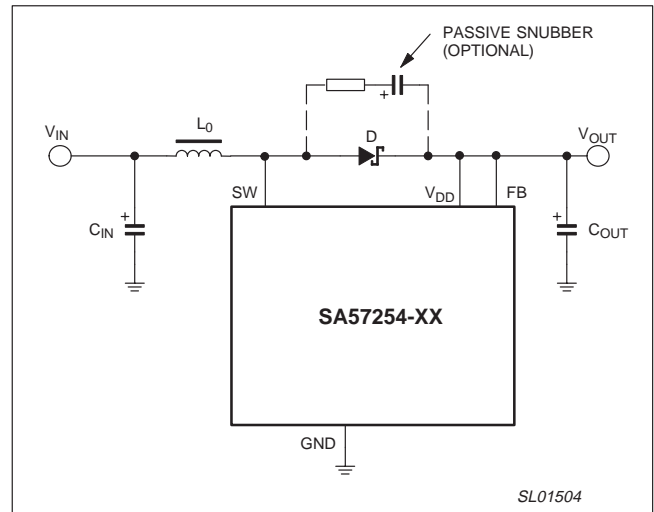 PASSIVE SNUBBER
(OPTIONAL)
+
VIN
L0
D
VOUT
SW
VDD
FB
+
CIN
+
COUT
SA57254-XX
GND
SL01504